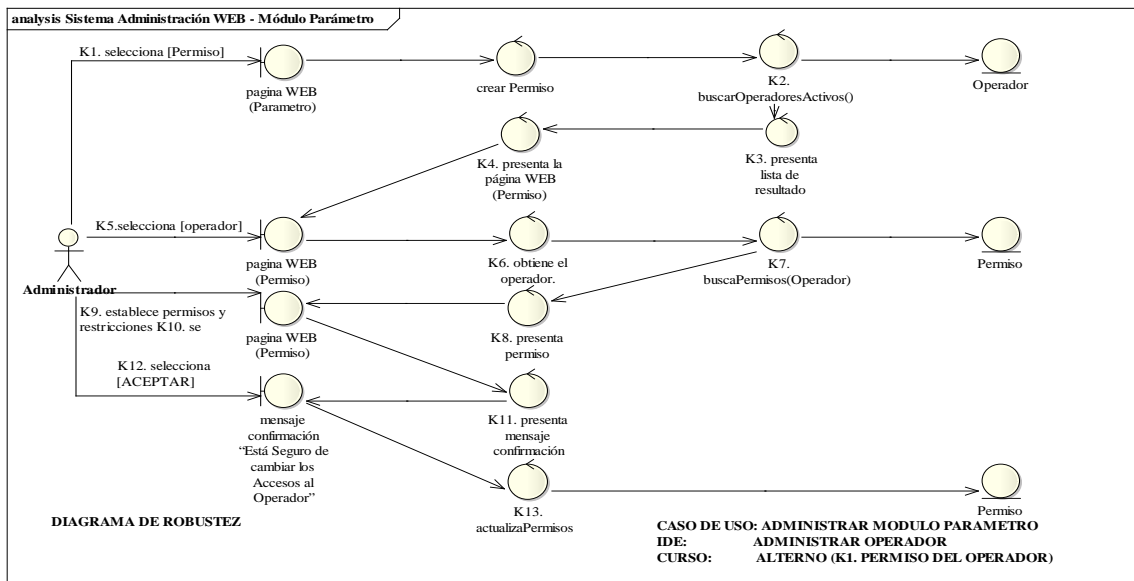 analysis Sistema Administración WEB - Módulo Parámetro
K1. selecciona [Permiso]
pagina WEB
(Parametro)
crear Permiso
K2.
buscarOperadoresActivos()
Operador
K4. presenta la
página WEB
(Permiso)
K3. presenta
lista de
resultado
K5.selecciona [operador]
pagina WEB
(Permiso)
K6. obtiene el
operador.
K7.
buscaPermisos(Operador)
Permiso
Administrador
K9. establece permisos y
restricciones K10. se
pagina WEB
(Permiso)
K8. presenta
permiso
K12. selecciona
[ACEPTAR]
mensaje
confirmación
“Está Seguro de
cambiar los
Accesos al
Operador”
K11. presenta
mensaje
confirmación
K13.
actualizaPermisos
Permiso
DIAGRAMA DE ROBUSTEZ
CASO DE USO: ADMINISTRAR MODULO PARAMETRO
IDE: ADMINISTRAR OPERADOR
CURSO: ALTERNO (K1. PERMISO DEL OPERADOR)